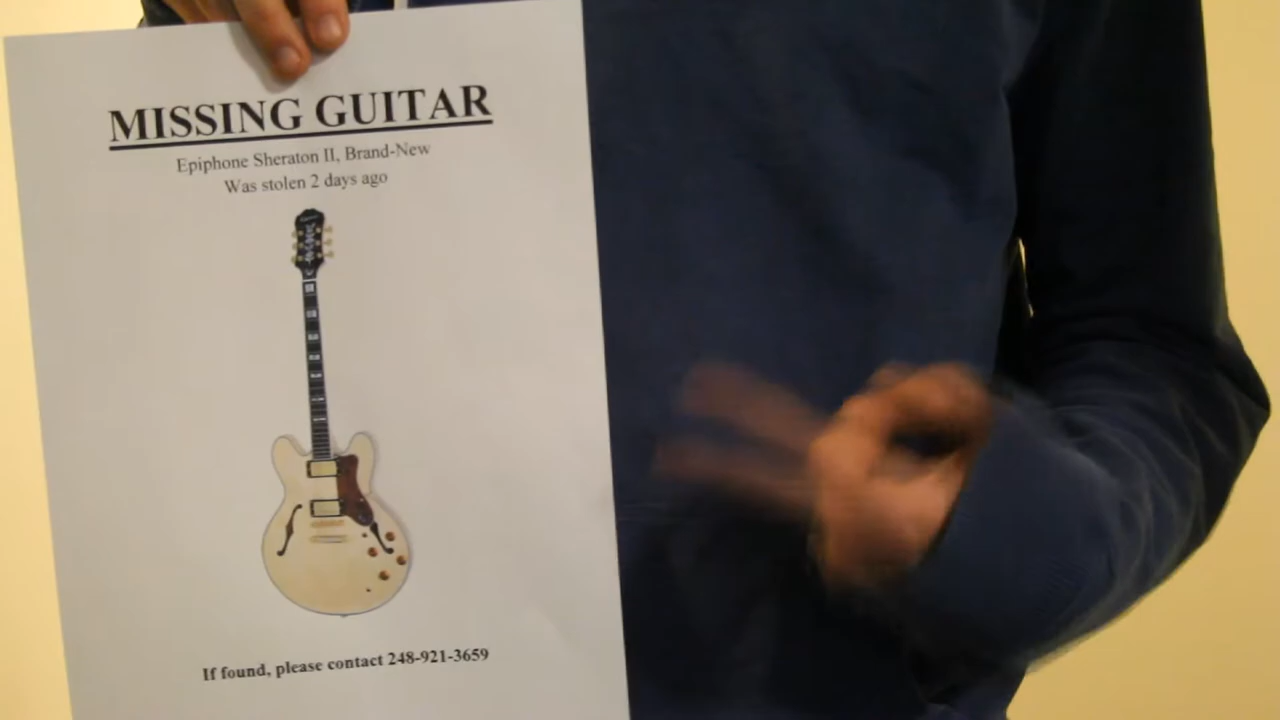 MISSING GUITAR
Epiphone Sheraton II, Brand-New
Was stolen 2 days ago
If found, please contact 248-921-3659